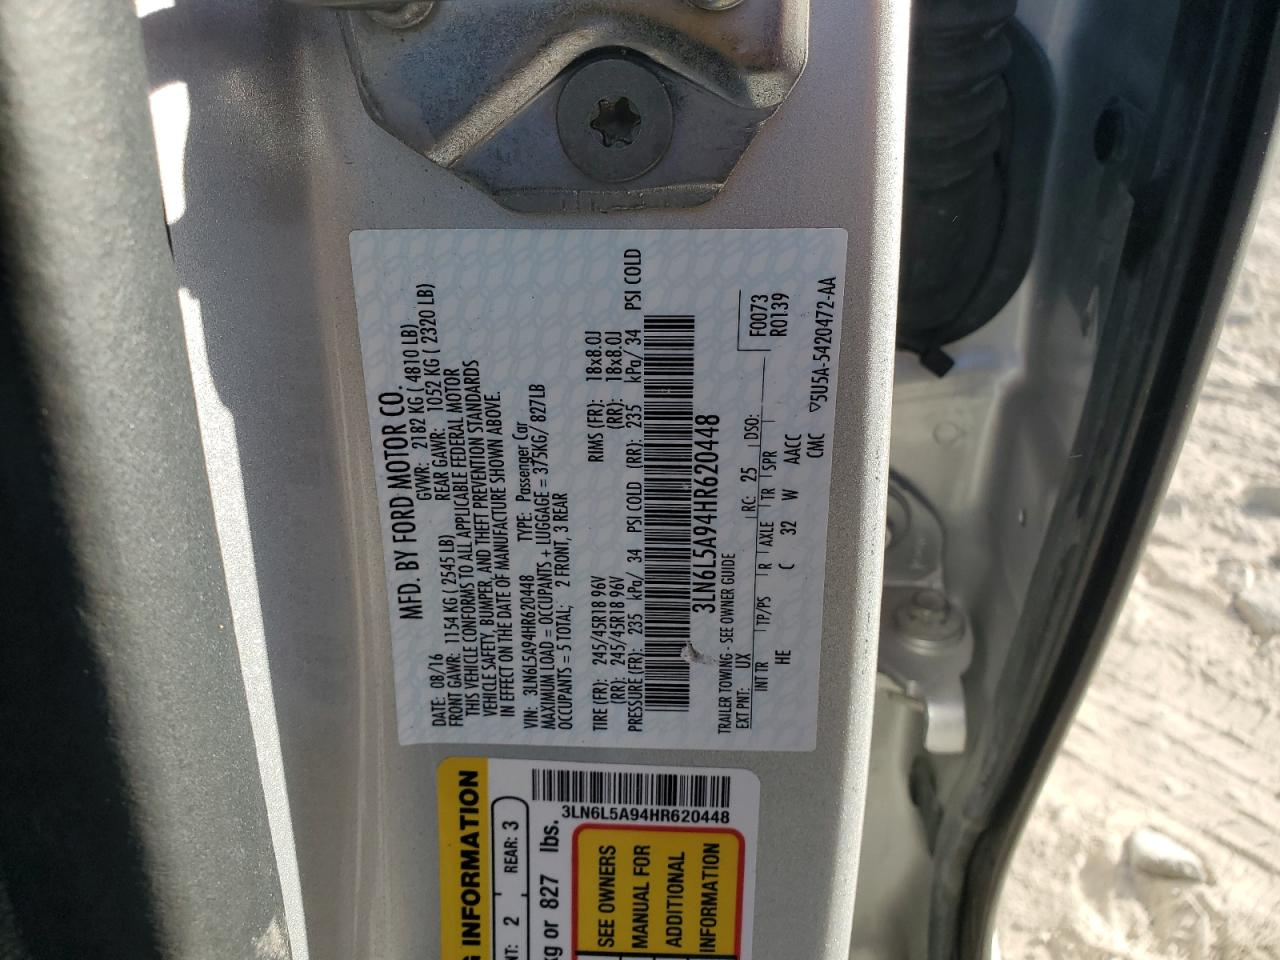 MFD. BY FORD MOTOR CO.
DATE: 08/16 GVWR: 2182 KG ( 4810 LB)
FRONT GAWR: 1154 KG ( 2545 LB) REAR GAWR: 1052 KG ( 2320 LB)
THIS VEHICLE CONFORMS TO ALL APPLICABLE FEDERAL MOTOR
VEHICLE SAFETY, BUMPER, AND THEFT PREVENTION STANDARDS
IN EFFECT ON THE DATE OF MANUFACTURE SHOWN ABOVE.
VIN: 3LN6L5A94HR620448 TYPE: Passenger Car
MAXIMUM LOAD = OCCUPANTS + LUGGAGE = 375KG/ 827LB
OCCUPANTS = 5 TOTAL; 2 FRONT, 3 REAR
TIRE (FR): 245/45R18 96V RIMS (FR): 18x8.0J
(RR): 245/45R18 96V (RR): 18x8.0J
PRESSURE (FR): 235 kPa/ 34 PSI COLD (RR): 235 kPa/ 34 PSI COLD
3LN6L5A94HR620448
TRAILER TOWING - SEE OWNER GUIDE F0073
EXT PNT: UX RC: 25 DSO: R0139
INT TR TP/PS R AXLE TR SPR
HE C 32 W AACC
CMC ▽5U5A-5420472-AA
INFORMATION
NT: 2 REAR: 3
kg or 827 lbs.
3LN6L5A94HR620448
SEE OWNERS
MANUAL FOR
ADDITIONAL
INFORMATION